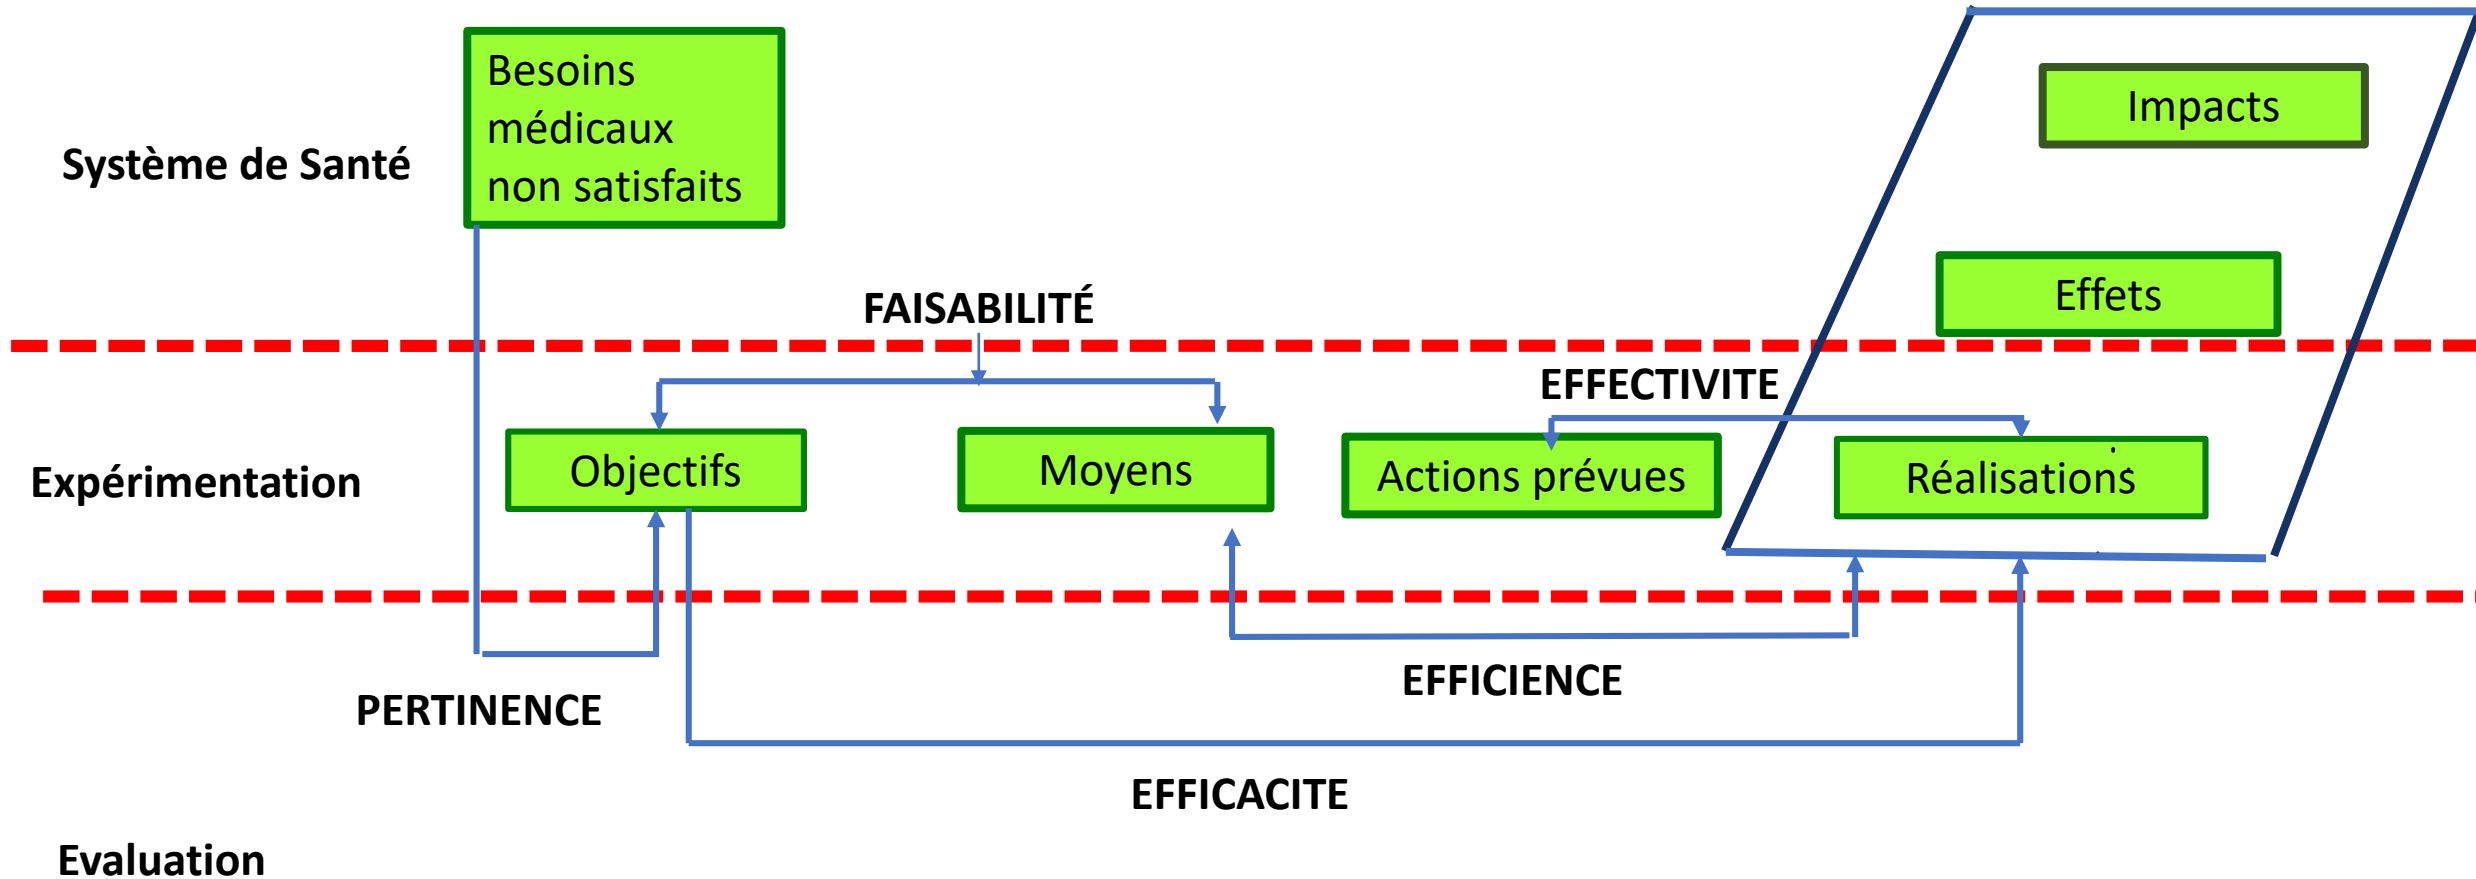 Besoins
médicaux
non satisfaits
Impacts
Système de Santé
Effets
FAISABILITÉ
EFFECTIVITE
Expérimentation
Objectifs
Moyens
Actions prévues
Réalisations
EFFICIENCE
PERTINENCE
EFFICACITE
Evaluation